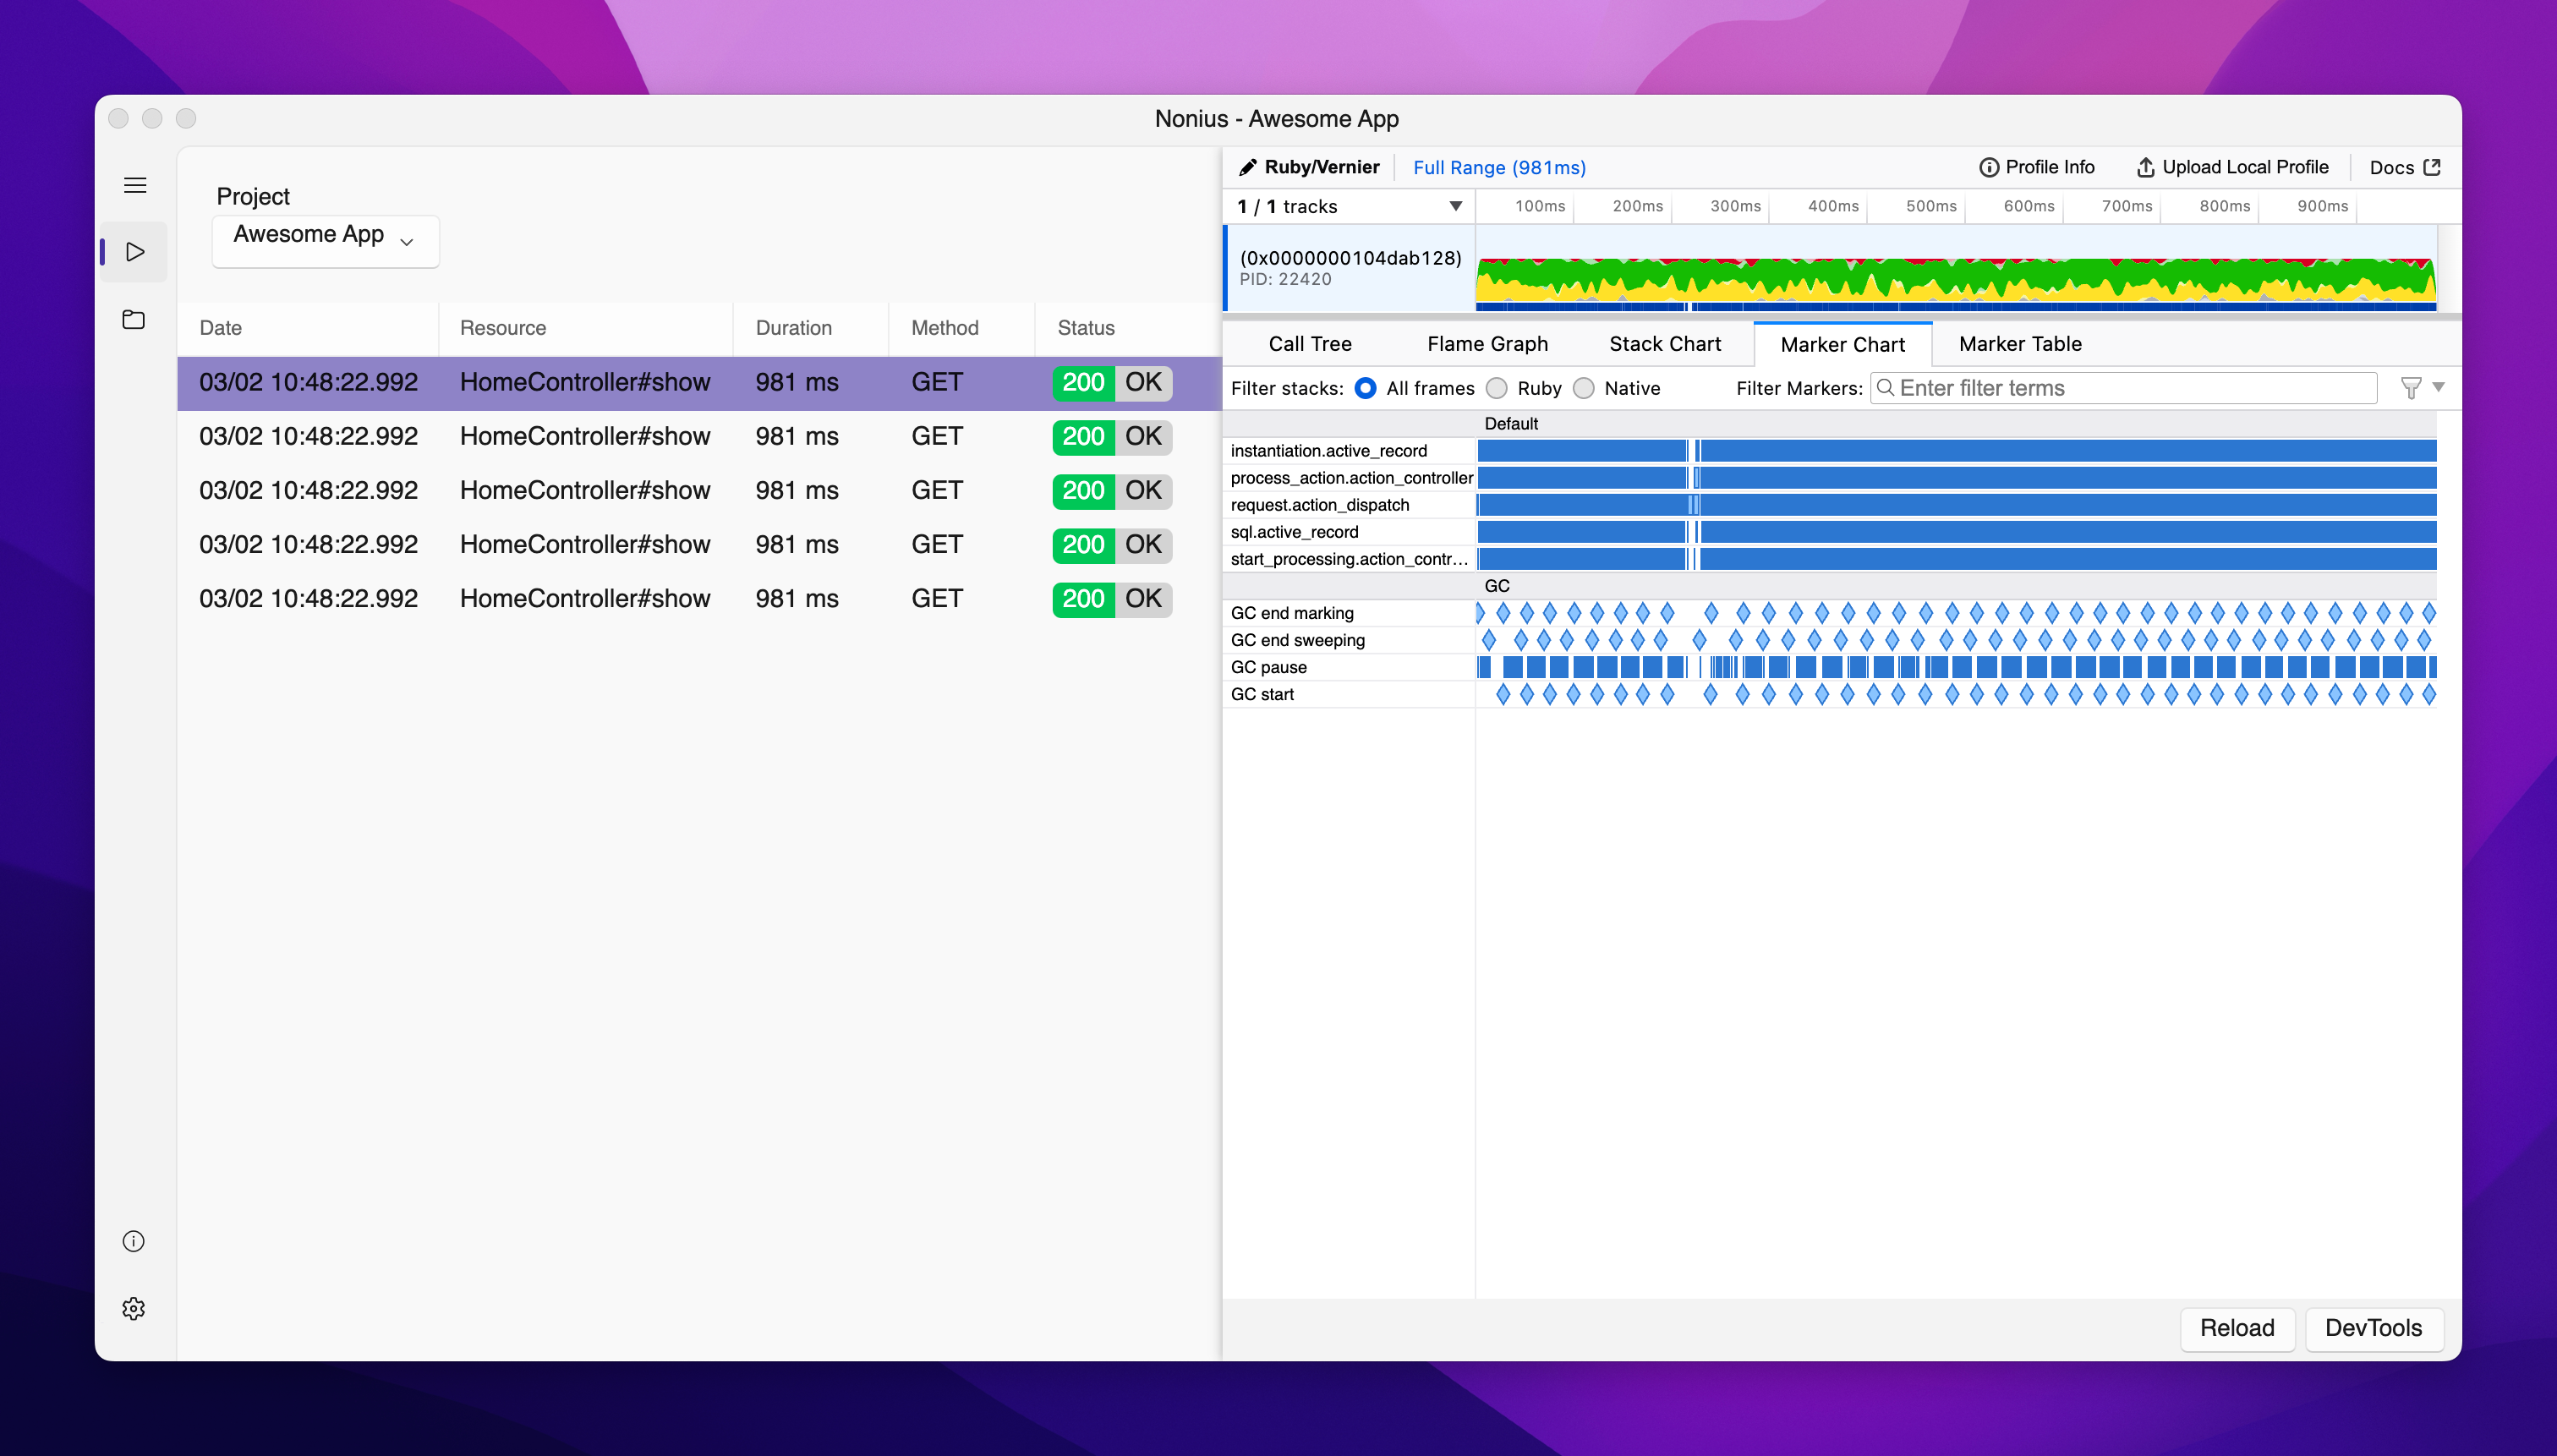 Nonius - Awesome App
Project
Awesome App
Date Resource Duration Method Status
03/02 10:48:22.992 HomeController#show 981 ms GET 200 OK
03/02 10:48:22.992 HomeController#show 981 ms GET 200 OK
03/02 10:48:22.992 HomeController#show 981 ms GET 200 OK
03/02 10:48:22.992 HomeController#show 981 ms GET 200 OK
03/02 10:48:22.992 HomeController#show 981 ms GET 200 OK
Ruby/Vernier Full Range (981ms) Profile Info Upload Local Profile Docs
1 / 1 tracks 100ms 200ms 300ms 400ms 500ms 600ms 700ms 800ms 900ms
(0x0000000104dab128)
PID: 22420
Call Tree Flame Graph Stack Chart Marker Chart Marker Table
Filter stacks: All frames Ruby Native Filter Markers: Enter filter terms
Default
instantiation.active_record
process_action.action_controller
request.action_dispatch
sql.active_record
start_processing.action_contr...
GC
GC end marking
GC end sweeping
GC pause
GC start
Reload DevTools